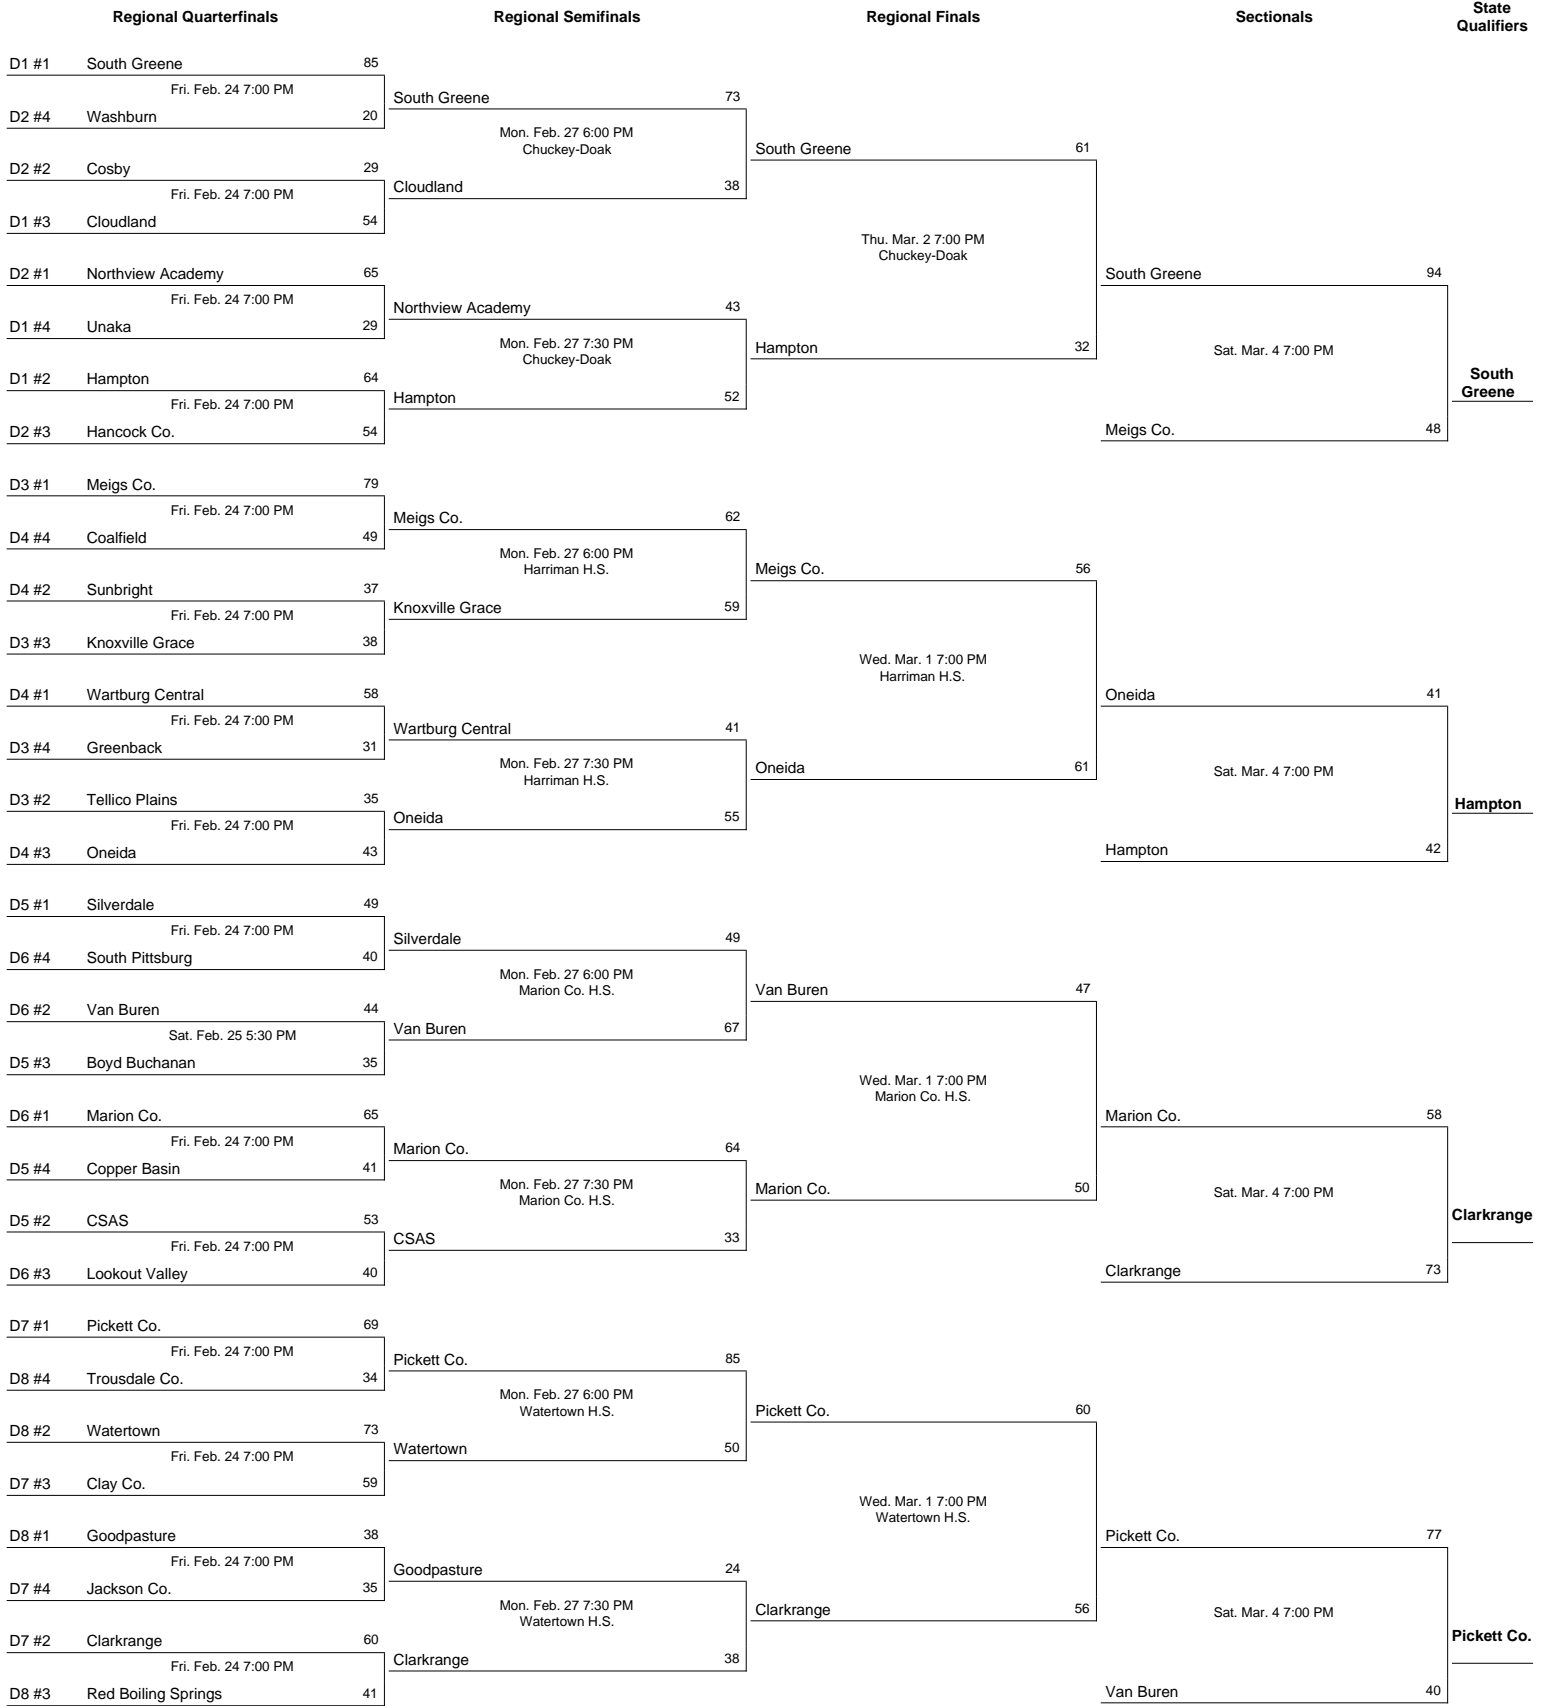 Regional Quarterfinals
Regional Semifinals
Regional Finals
Sectionals
State
Qualifiers
D1 #1 South Greene 85
Fri. Feb. 24 7:00 PM
D2 #4 Washburn 20
D2 #2 Cosby 29
Fri. Feb. 24 7:00 PM
D1 #3 Cloudland 54
D2 #1 Northview Academy 65
Fri. Feb. 24 7:00 PM
D1 #4 Unaka 29
D1 #2 Hampton 64
Fri. Feb. 24 7:00 PM
D2 #3 Hancock Co. 54
D3 #1 Meigs Co. 79
Fri. Feb. 24 7:00 PM
D4 #4 Coalfield 49
D4 #2 Sunbright 37
Fri. Feb. 24 7:00 PM
D3 #3 Knoxville Grace 38
D4 #1 Wartburg Central 58
Fri. Feb. 24 7:00 PM
D3 #4 Greenback 31
D3 #2 Tellico Plains 35
Fri. Feb. 24 7:00 PM
D4 #3 Oneida 43
D5 #1 Silverdale 49
Fri. Feb. 24 7:00 PM
D6 #4 South Pittsburg 40
D6 #2 Van Buren 44
Sat. Feb. 25 5:30 PM
D5 #3 Boyd Buchanan 35
D6 #1 Marion Co. 65
Fri. Feb. 24 7:00 PM
D5 #4 Copper Basin 41
D5 #2 CSAS 53
Fri. Feb. 24 7:00 PM
D6 #3 Lookout Valley 40
D7 #1 Pickett Co. 69
Fri. Feb. 24 7:00 PM
D8 #4 Trousdale Co. 34
D8 #2 Watertown 73
Fri. Feb. 24 7:00 PM
D7 #3 Clay Co. 59
D8 #1 Goodpasture 38
Fri. Feb. 24 7:00 PM
D7 #4 Jackson Co. 35
D7 #2 Clarkrange 60
Fri. Feb. 24 7:00 PM
D8 #3 Red Boiling Springs 41
South Greene 73
Mon. Feb. 27 6:00 PM
Chuckey-Doak
Cloudland 38
Northview Academy 43
Mon. Feb. 27 7:30 PM
Chuckey-Doak
Hampton 52
Meigs Co. 62
Mon. Feb. 27 6:00 PM
Harriman H.S.
Knoxville Grace 59
Wartburg Central 41
Mon. Feb. 27 7:30 PM
Harriman H.S.
Oneida 55
Silverdale 49
Mon. Feb. 27 6:00 PM
Marion Co. H.S.
Van Buren 67
Marion Co. 64
Mon. Feb. 27 7:30 PM
Marion Co. H.S.
CSAS 33
Pickett Co. 85
Mon. Feb. 27 6:00 PM
Watertown H.S.
Watertown 50
Goodpasture 24
Mon. Feb. 27 7:30 PM
Watertown H.S.
Clarkrange 38
South Greene 61
Thu. Mar. 2 7:00 PM
Chuckey-Doak
Hampton 32
Meigs Co. 56
Wed. Mar. 1 7:00 PM
Harriman H.S.
Oneida 61
Van Buren 47
Wed. Mar. 1 7:00 PM
Marion Co. H.S.
Marion Co. 50
Pickett Co. 60
Wed. Mar. 1 7:00 PM
Watertown H.S.
Clarkrange 56
South Greene 94
Sat. Mar. 4 7:00 PM
Meigs Co. 48
Oneida 41
Sat. Mar. 4 7:00 PM
Hampton 42
Marion Co. 58
Sat. Mar. 4 7:00 PM
Clarkrange 73
Pickett Co. 77
Sat. Mar. 4 7:00 PM
Van Buren 40
South
Greene
Hampton
Clarkrange
Pickett Co.